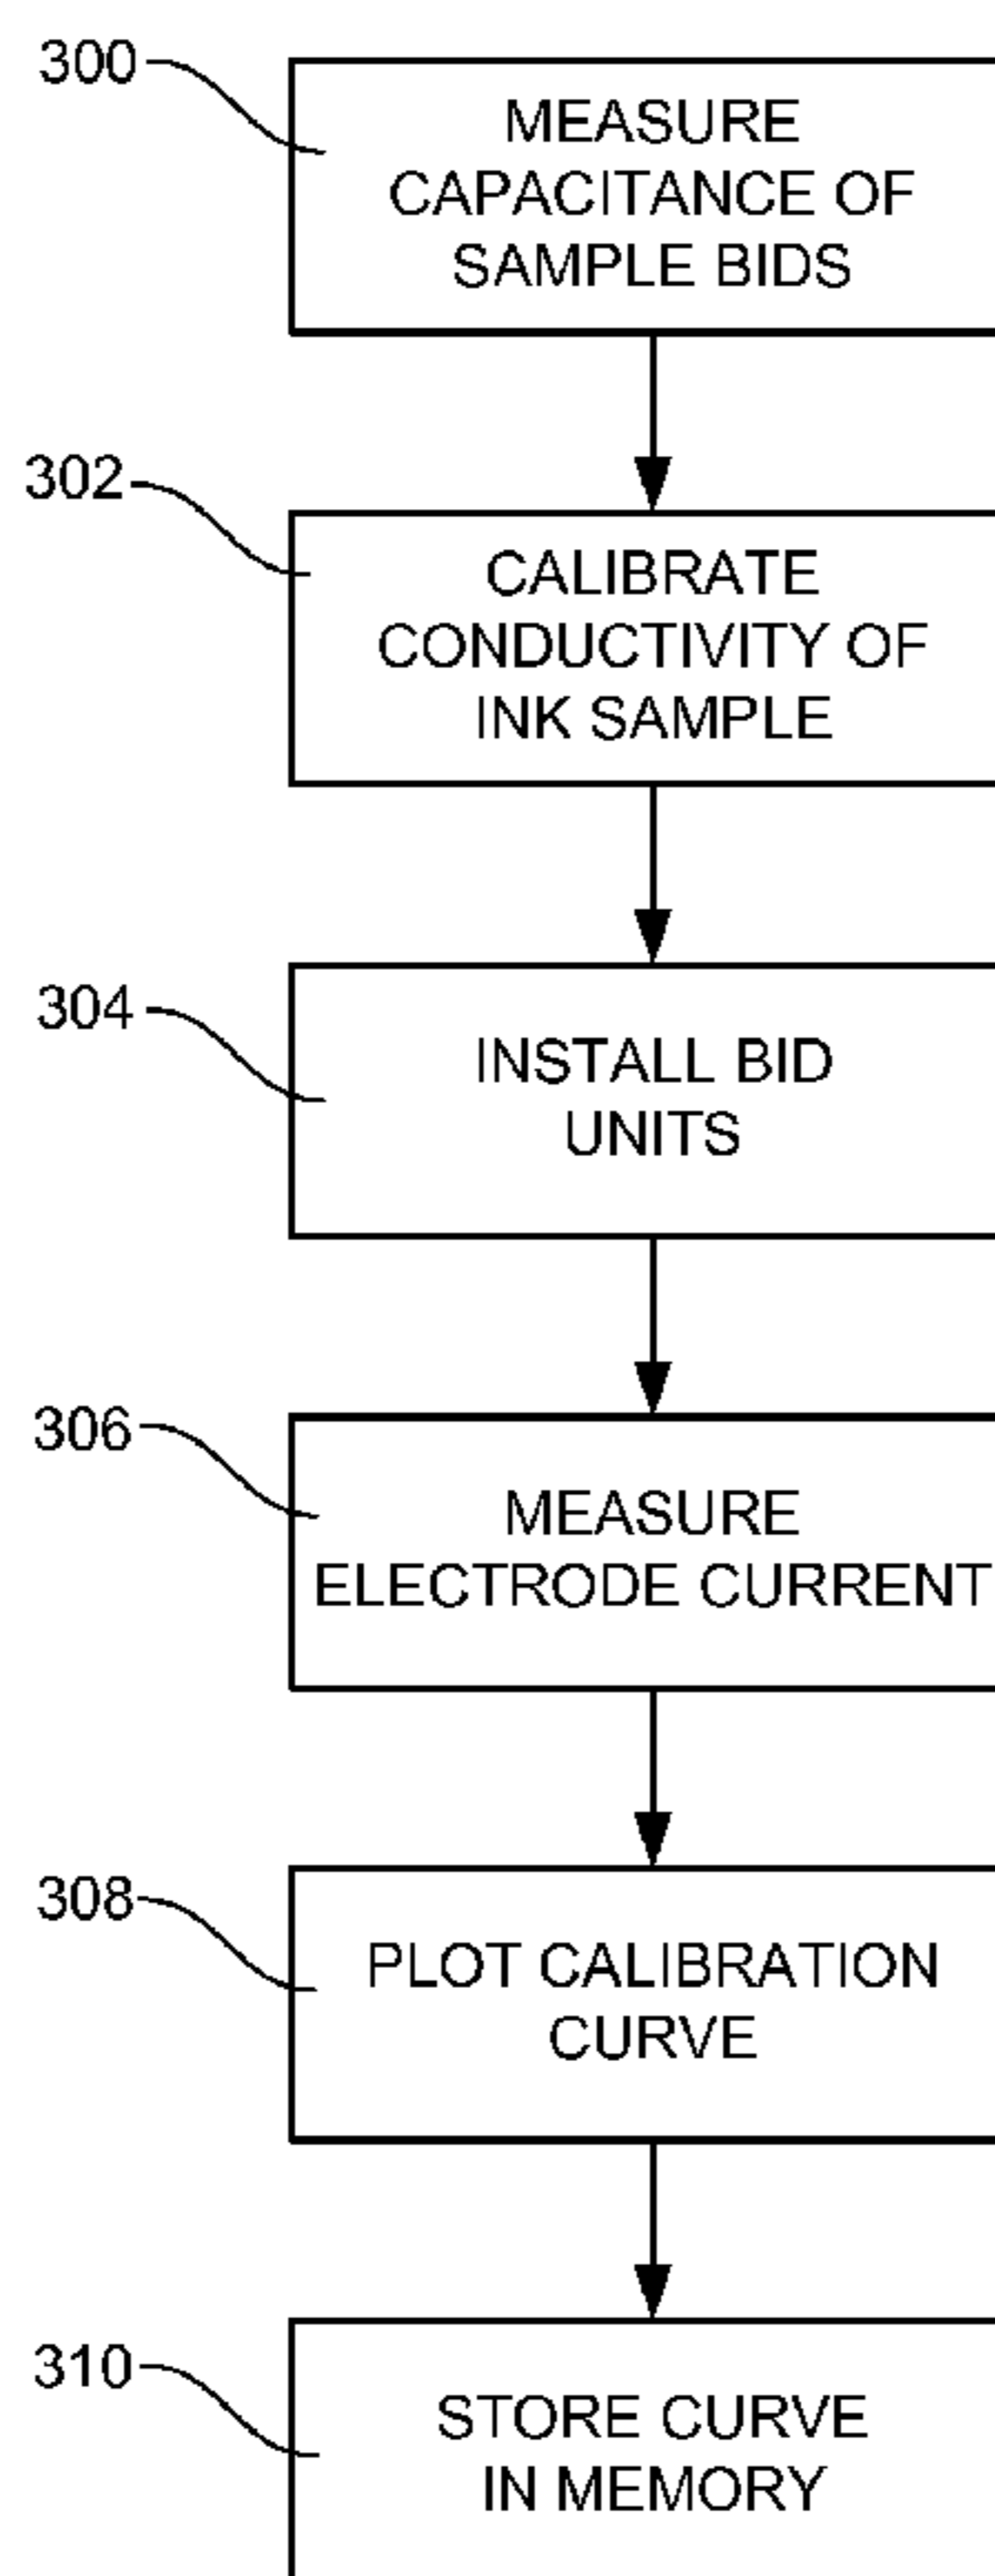 300
MEASURE
CAPACITANCE OF
SAMPLE BIDS
302
CALIBRATE
CONDUCTIVITY OF
INK SAMPLE
304
INSTALL BID
UNITS
306
MEASURE
ELECTRODE CURRENT
308
PLOT CALIBRATION
CURVE
310
STORE CURVE
IN MEMORY